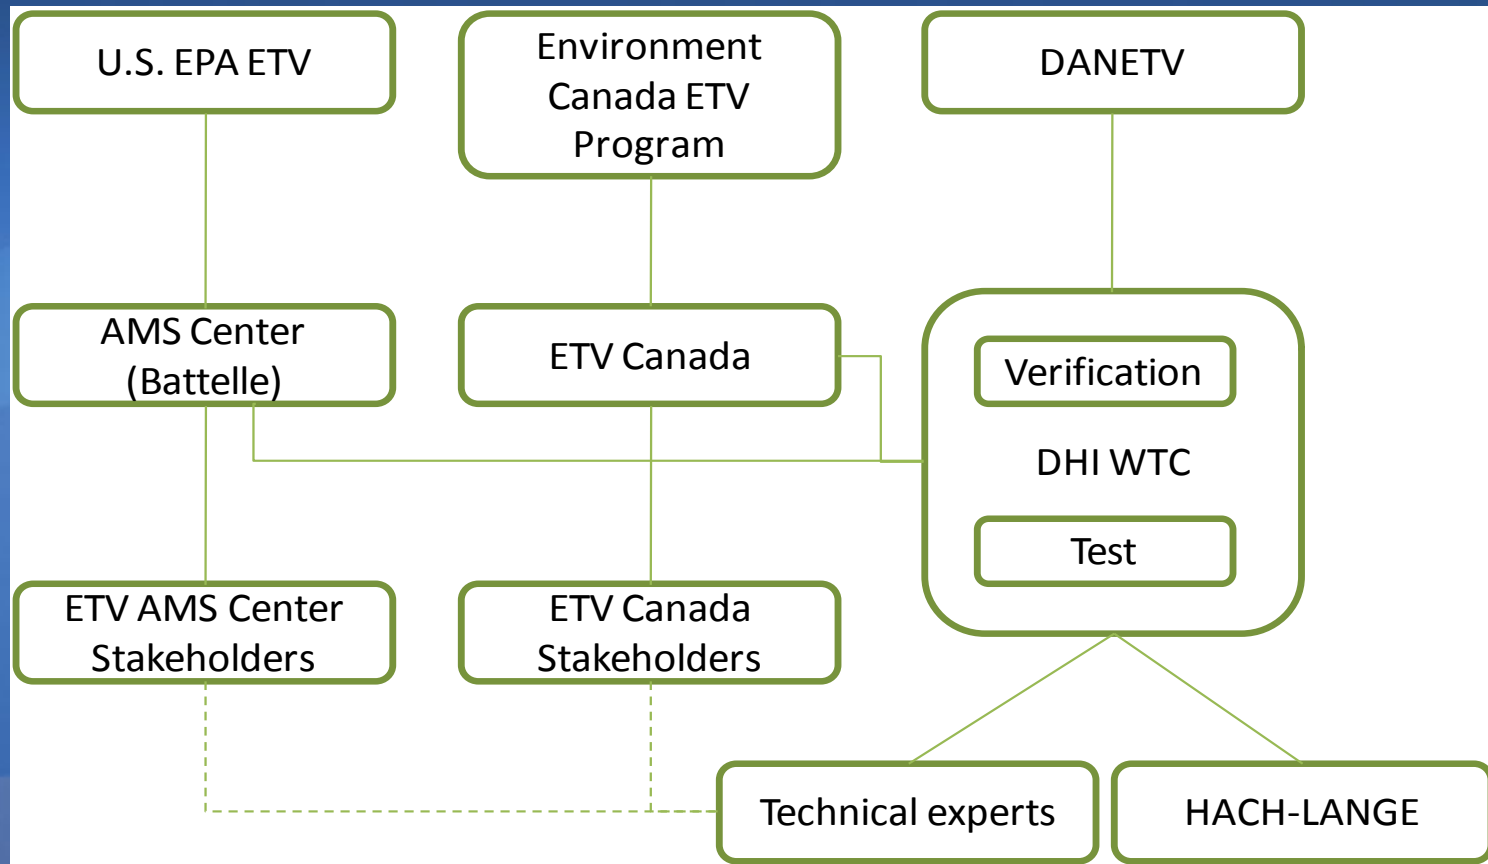 U.S. EPA ETV
Environment
Canada ETV
Program
DANETV
AMS Center
(Battelle)
ETV Canada
Verification
DHI WTC
Test
ETV AMS Center
Stakeholders
ETV Canada
Stakeholders
Technical experts
HACH-LANGE